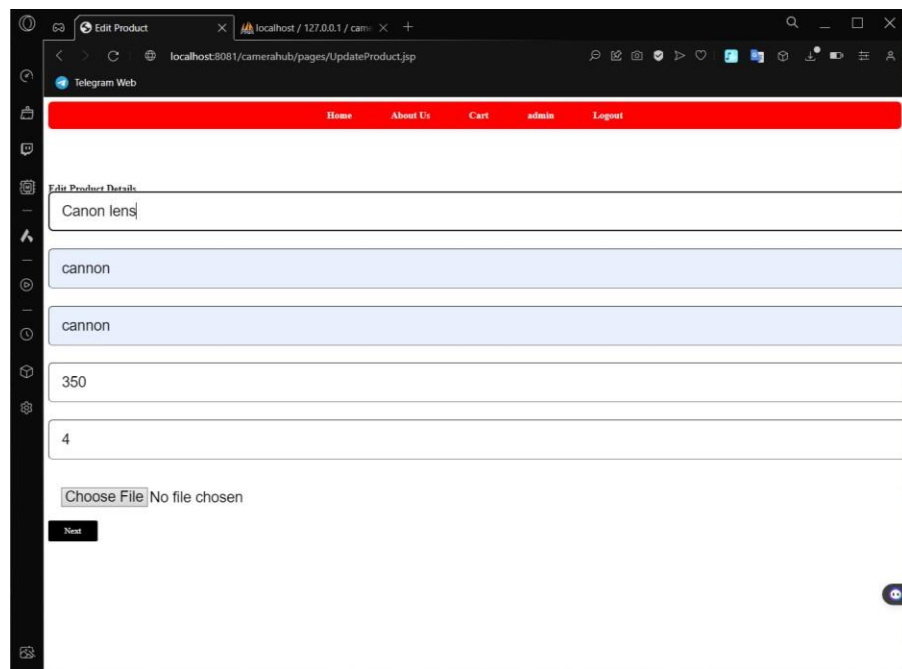 Edit Product
localhost / 127.0.0.1 / came
localhost:8081/camerahub/pages/UpdateProduct.jsp
Telegram Web
Home About Us Cart admin Logout
Edit Product Details
Canon lens
cannon
cannon
350
4
Choose File No file chosen
Next